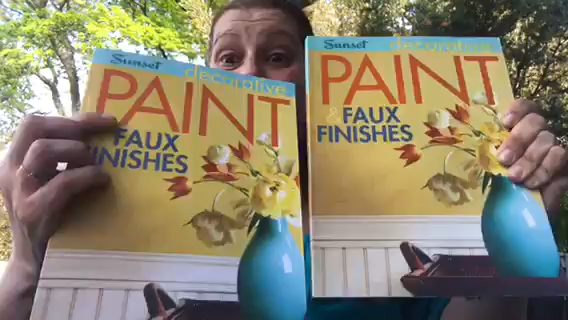 Sunset decorative
PAINT
& FAUX
FINISHES
Sunset decorative
PAINT
& FAUX
FINISHES